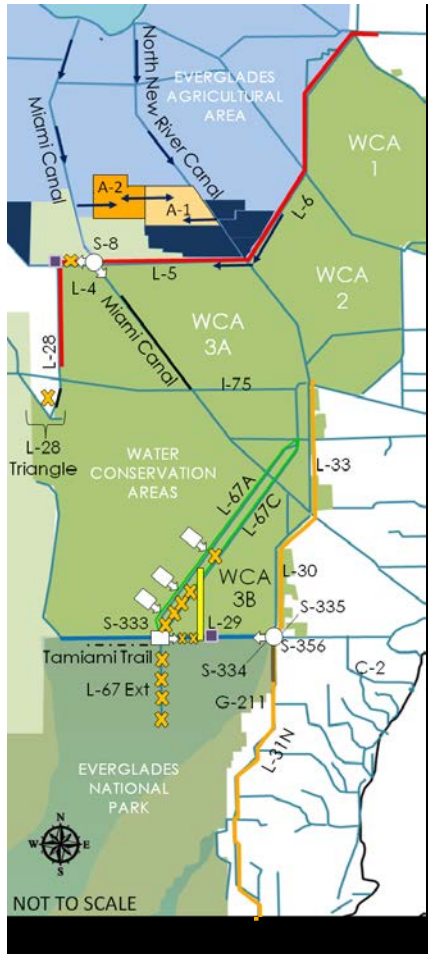 North New River Canal
EVERGLADES
AGRICULTURAL
AREA
Miami Canal
WCA
1
A-2
A-1
L-6
S-8
L-5
L-4
WCA
2
Miami Canal
WCA
3A
L-28
I-75
L-28
Triangle
WATER
CONSERVATION
AREAS
L-67A
L-67C
L-33
WCA
3B
L-30
S-333
L-29
S-335
S-356
Tamiami Trail
S-334
C-2
L-67 Ext
G-211
L-31N
EVERGLADES
NATIONAL
PARK
N
W E
S
NOT TO SCALE